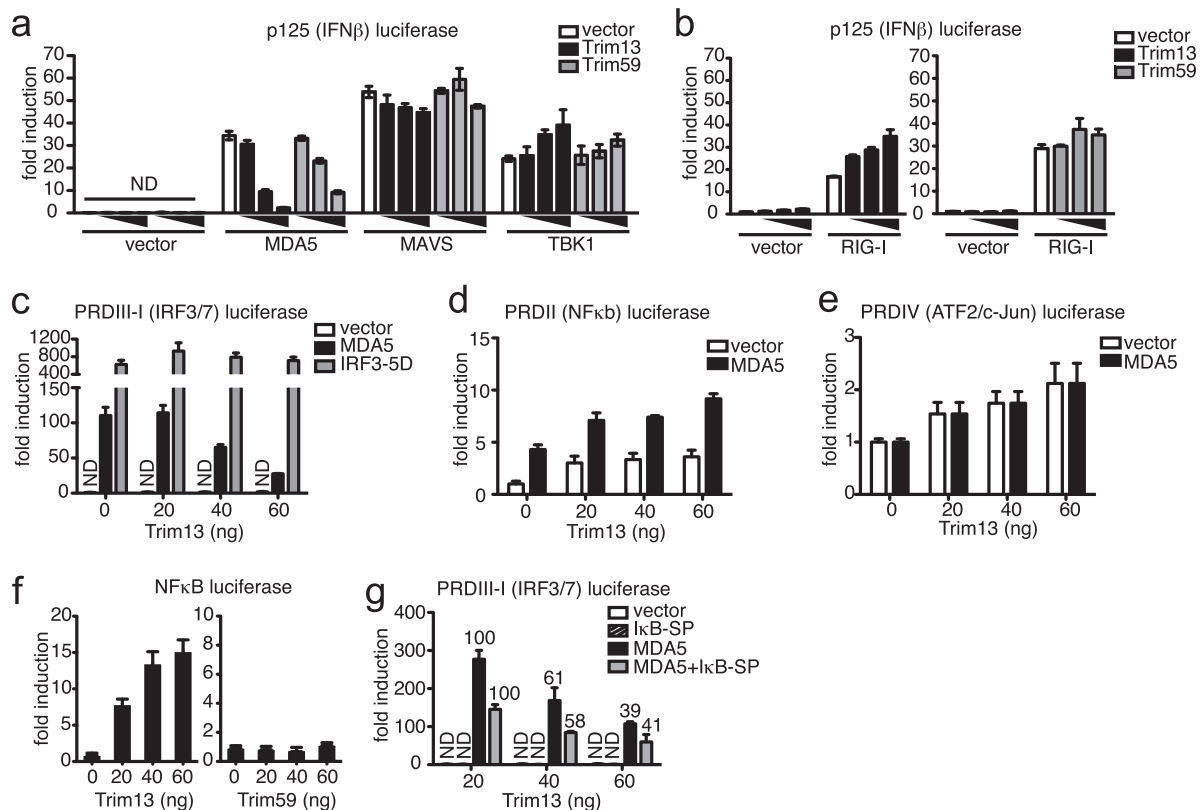 a
p125 (IFNβ) luciferase
vector
Trim13
Trim59
fold induction
70
60
50
40
30
20
10
0
ND
vector
MDA5
MAVS
TBK1
b
p125 (IFNβ) luciferase
vector
Trim13
Trim59
fold induction
70
60
50
40
30
20
10
0
vector
RIG-I
70
60
50
40
30
20
10
0
vector
RIG-I
c
PRDIII-I (IRF3/7) luciferase
vector
MDA5
IRF3-5D
fold induction
1200
800
400
150
100
50
0
ND
ND
ND
ND
0 20 40 60
Trim13 (ng)
d
PRDII (NFκb) luciferase
vector
MDA5
fold induction
15
10
5
0
0 20 40 60
Trim13 (ng)
e
PRDIV (ATF2/c-Jun) luciferase
vector
MDA5
fold induction
3
2
1
0
0 20 40 60
Trim13 (ng)
f
NFκB luciferase
fold induction
20
15
10
5
0
0 20 40 60
Trim13 (ng)
10
8
6
4
2
0
0 20 40 60
Trim59 (ng)
g
PRDIII-I (IRF3/7) luciferase
vector
IκB-SP
MDA5
MDA5+IκB-SP
fold induction
400
300
200
100
0
ND
ND
100
100
ND
ND
61
58
ND
ND
39
41
20 40 60
Trim13 (ng)